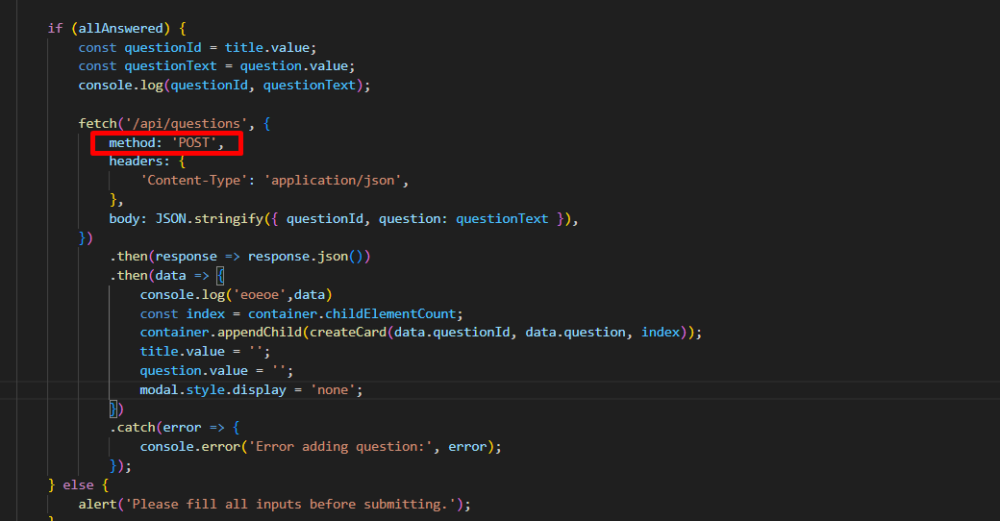 if (allAnswered) {
const questionId = title.value;
const questionText = question.value;
console.log(questionId, questionText);
fetch('/api/questions', {
method: 'POST',
headers: {
'Content-Type': 'application/json',
},
body: JSON.stringify({ questionId, question: questionText }),
})
.then(response => response.json())
.then(data => {
console.log('eoeoe',data)
const index = container.childElementCount;
container.appendChild(createCard(data.questionId, data.question, index));
title.value = '';
question.value = '';
modal.style.display = 'none';
})
.catch(error => {
console.error('Error adding question:', error);
});
} else {
alert('Please fill all inputs before submitting.');
}